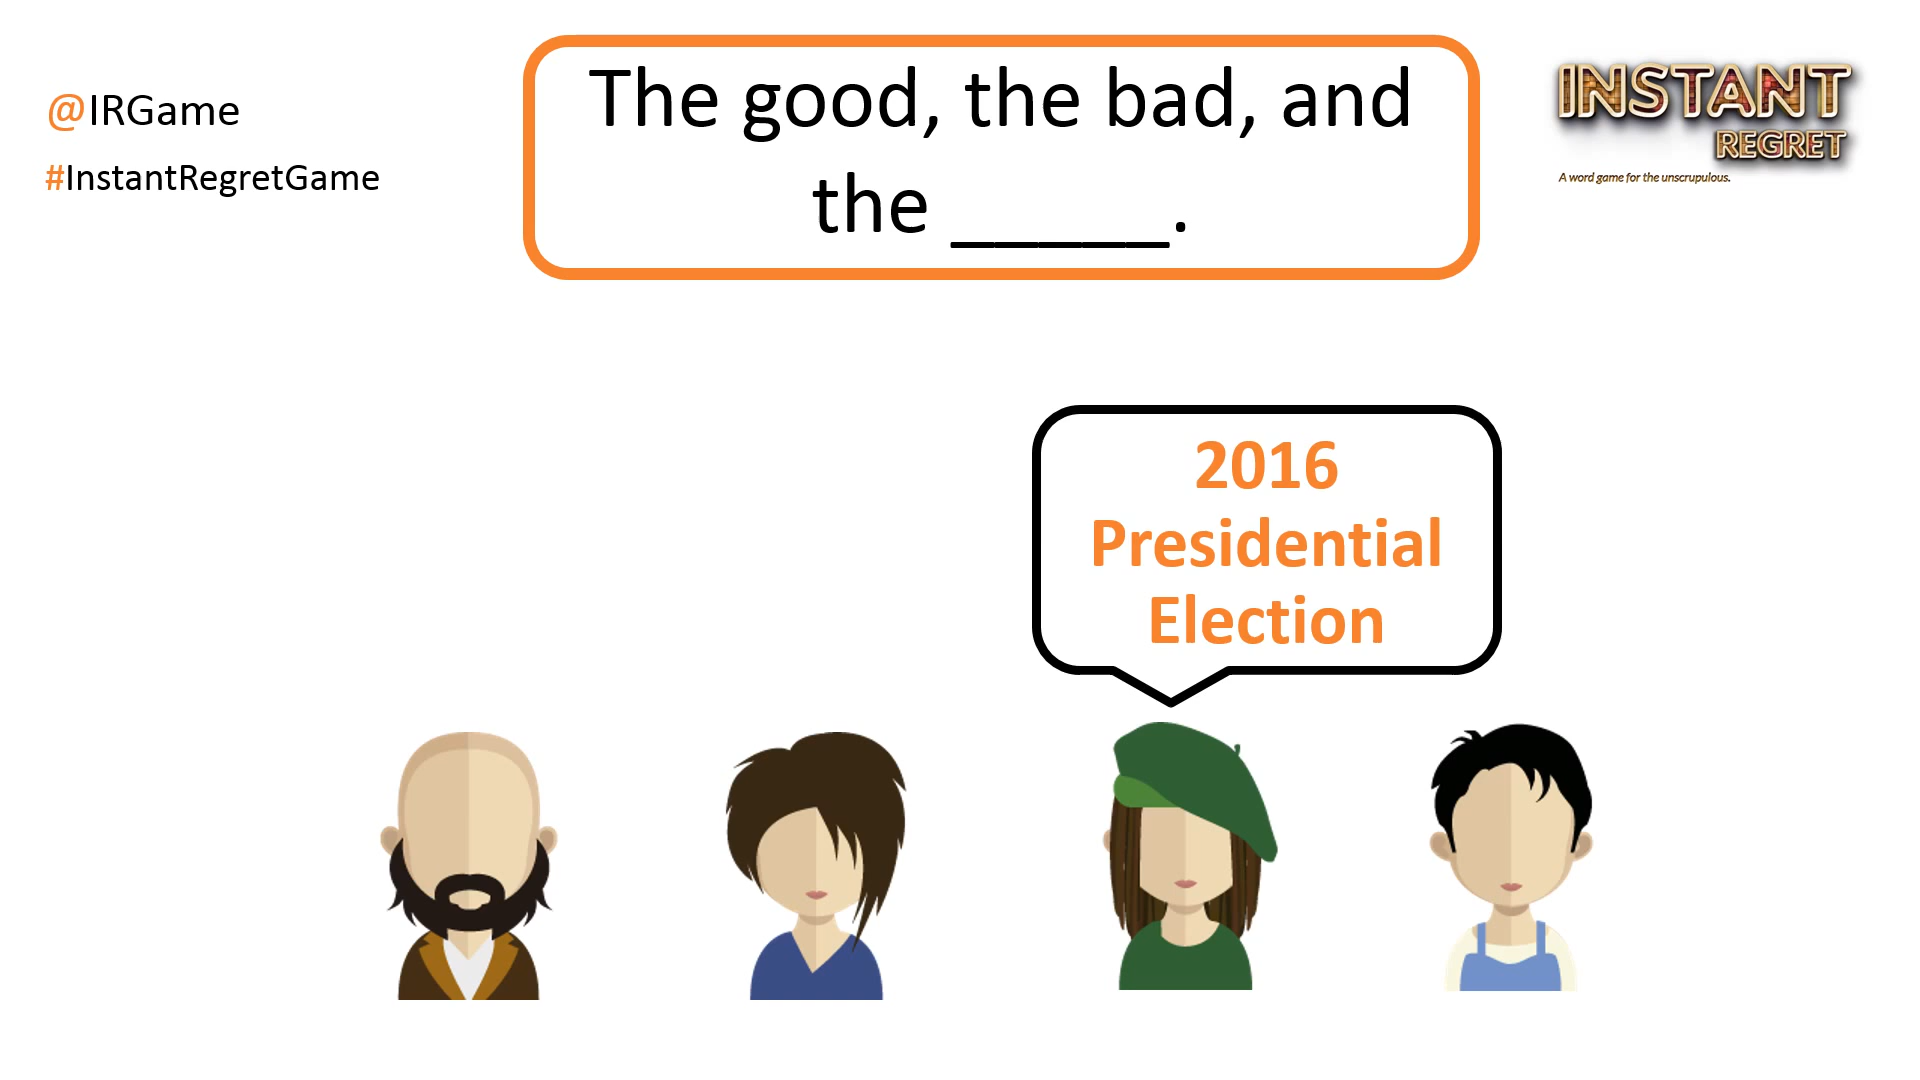 @IRGame
#InstantRegretGame
The good, the bad, and
the _____.
INSTANT
REGRET
A word game for the unscrupulous.
2016
Presidential
Election